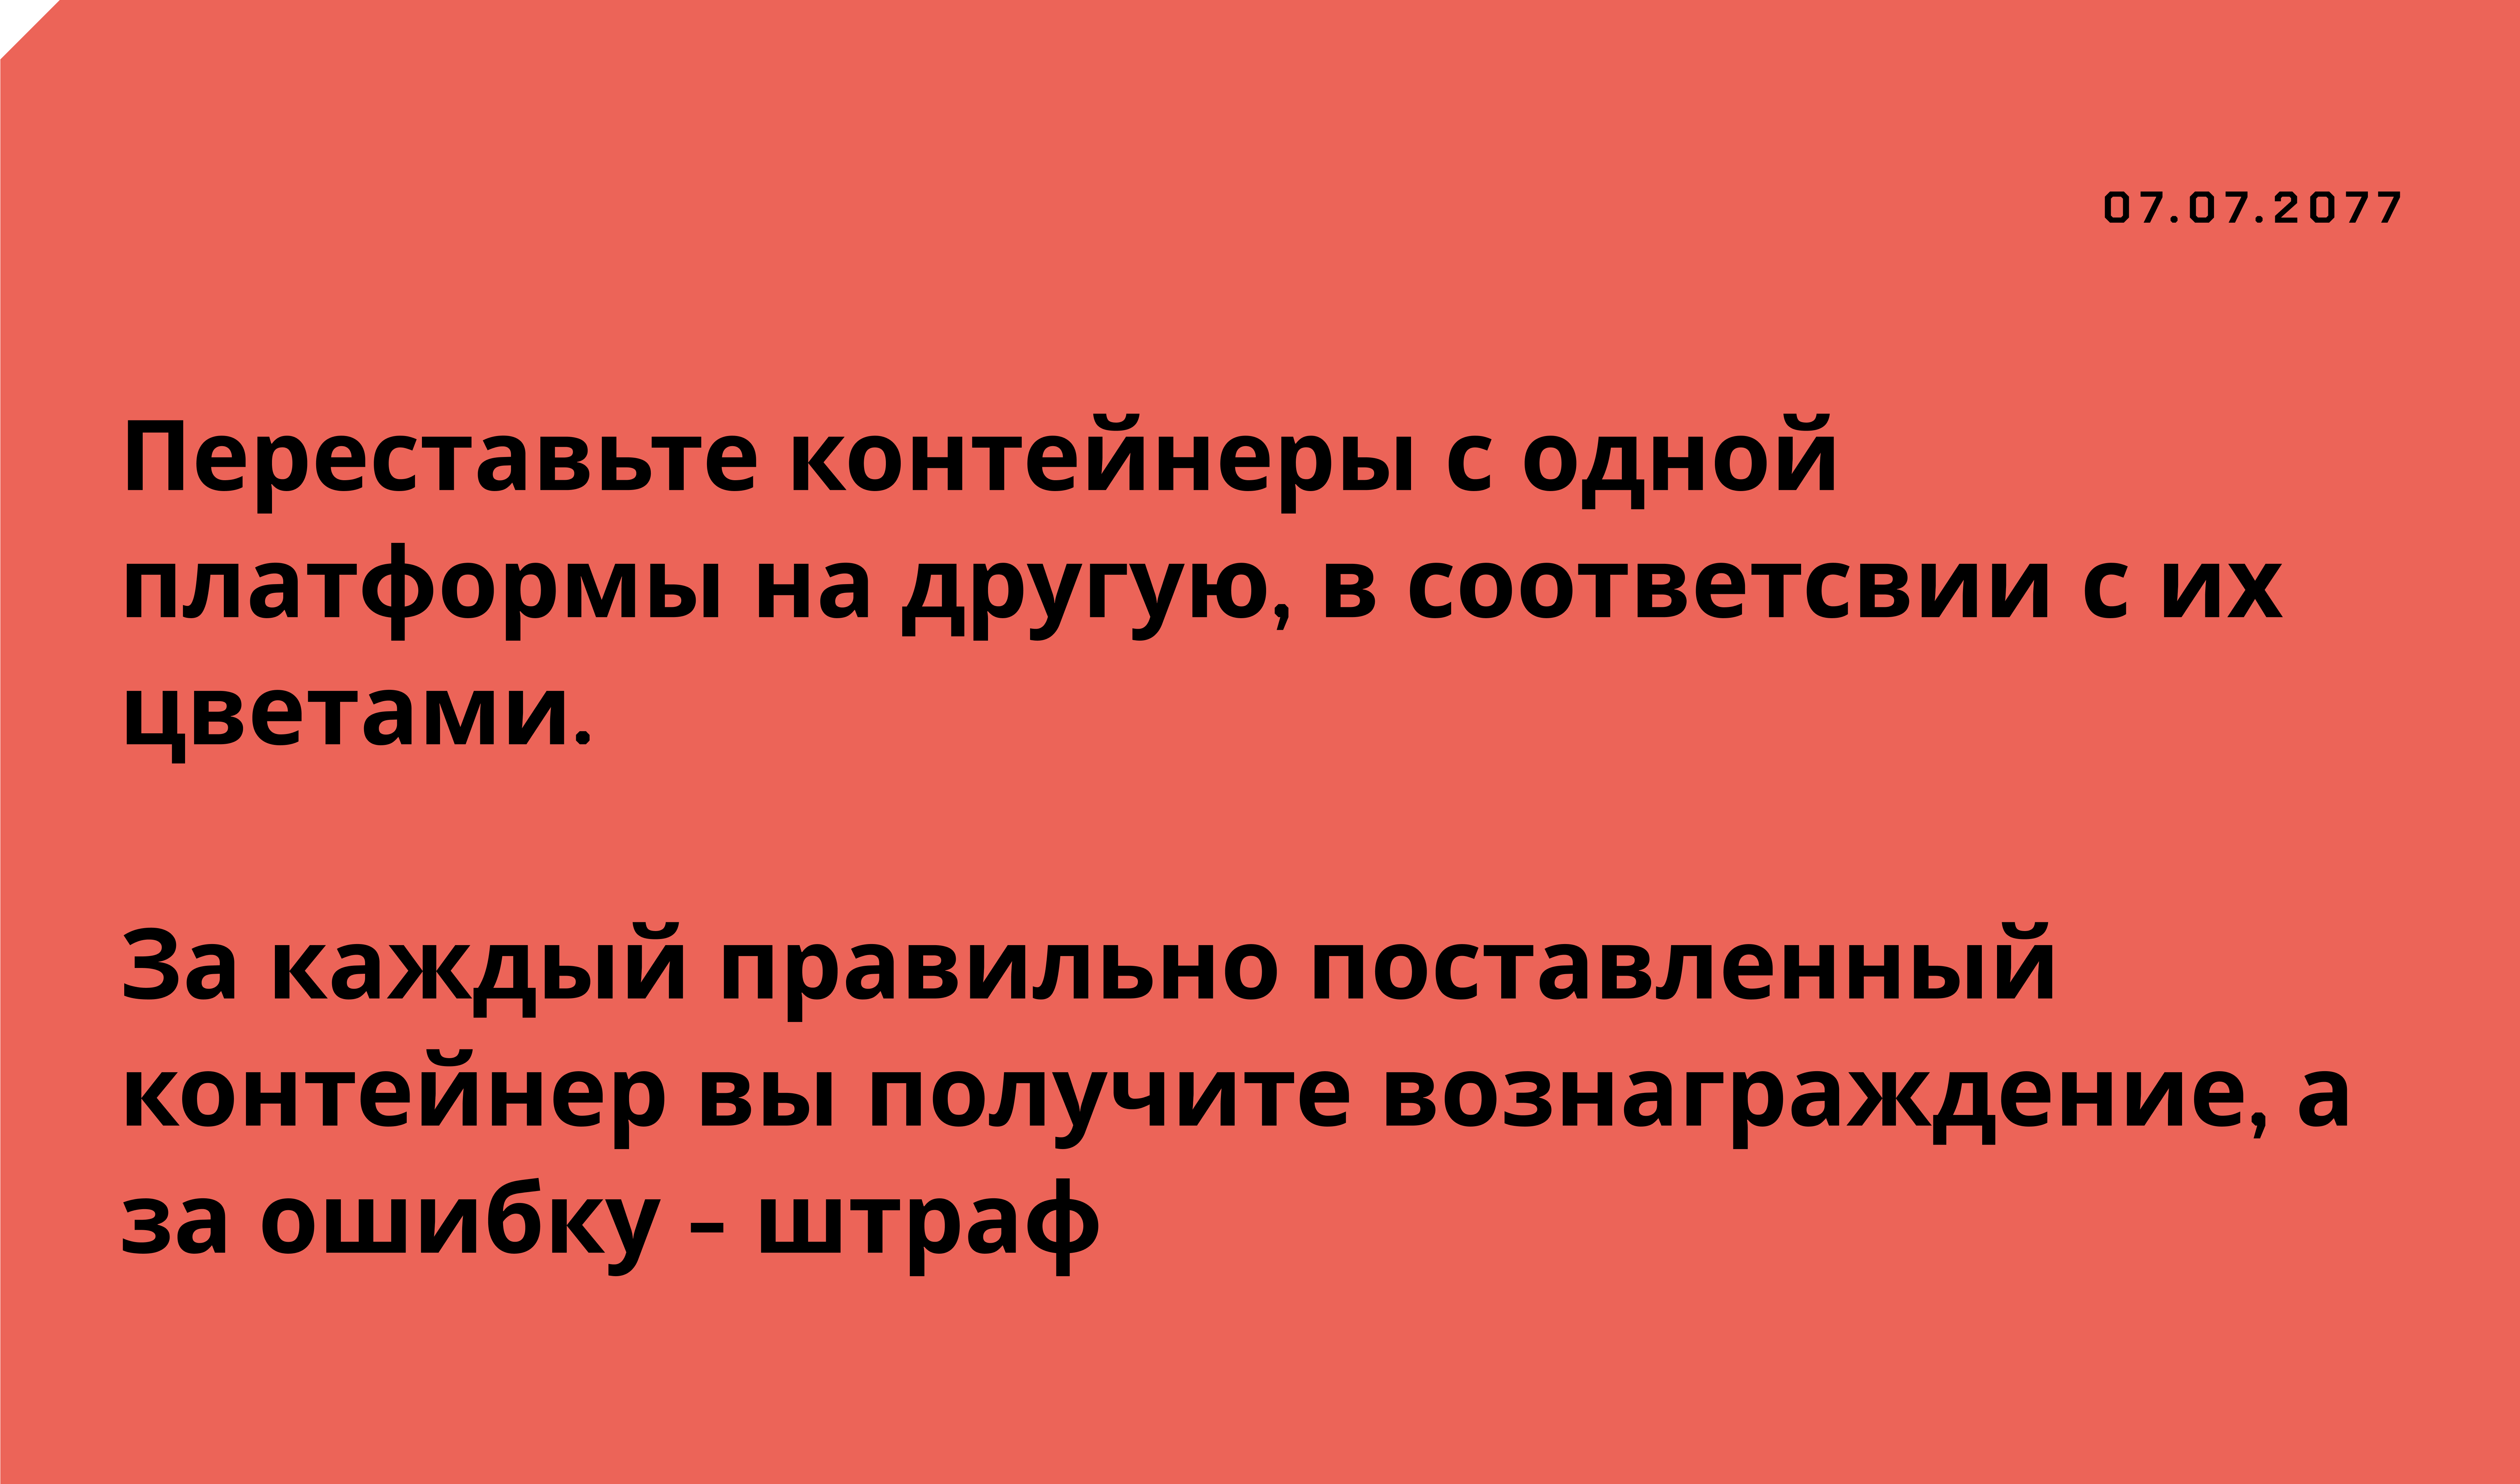 07.07.2077
Переставьте контейнеры с одной
платформы на другую, в соответсвии с их
цветами.
За каждый правильно поставленный
контейнер вы получите вознаграждение, а
за ошибку – штраф